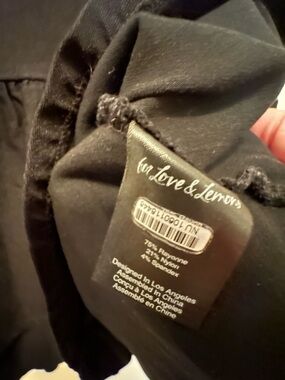 for Love & Lemons
75% Rayonne
21% Nylon
4% Spandex
Designed in Los Angeles
Assembled in China
Conçu à Los Angeles
Assemblé en Chine